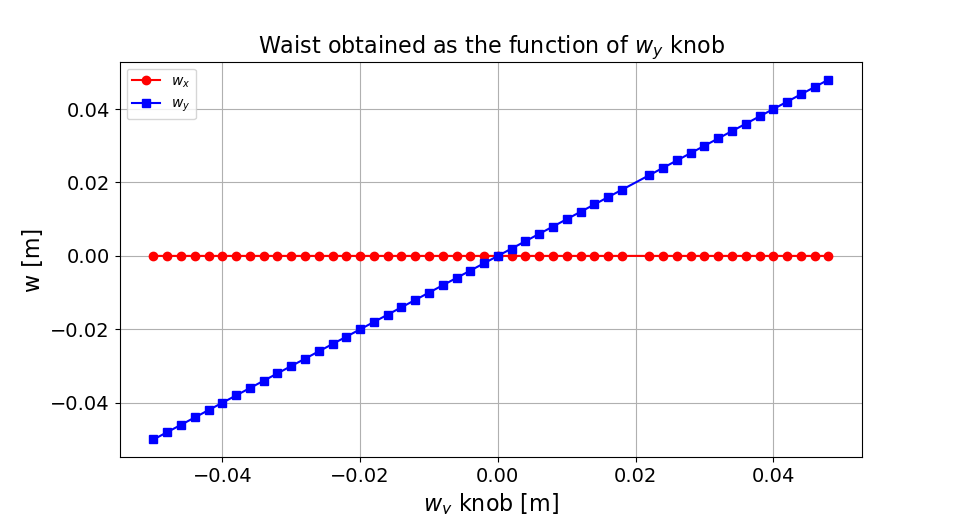 Waist obtained as the function of w_y knob
w_x
w_y
0.04
0.02
0.00
−0.02
−0.04
w [m]
−0.04 −0.02 0.00 0.02 0.04
w_y knob [m]